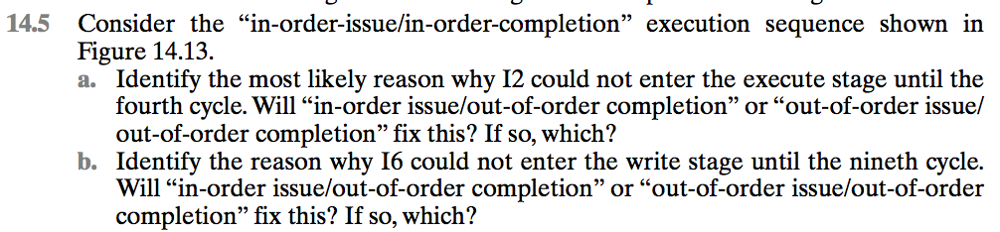 14.5 Consider the “in-order-issue/in-order-completion” execution sequence shown in
Figure 14.13.
a. Identify the most likely reason why I2 could not enter the execute stage until the
fourth cycle. Will “in-order issue/out-of-order completion” or “out-of-order issue/
out-of-order completion” fix this? If so, which?
b. Identify the reason why I6 could not enter the write stage until the nineth cycle.
Will “in-order issue/out-of-order completion” or “out-of-order issue/out-of-order
completion” fix this? If so, which?